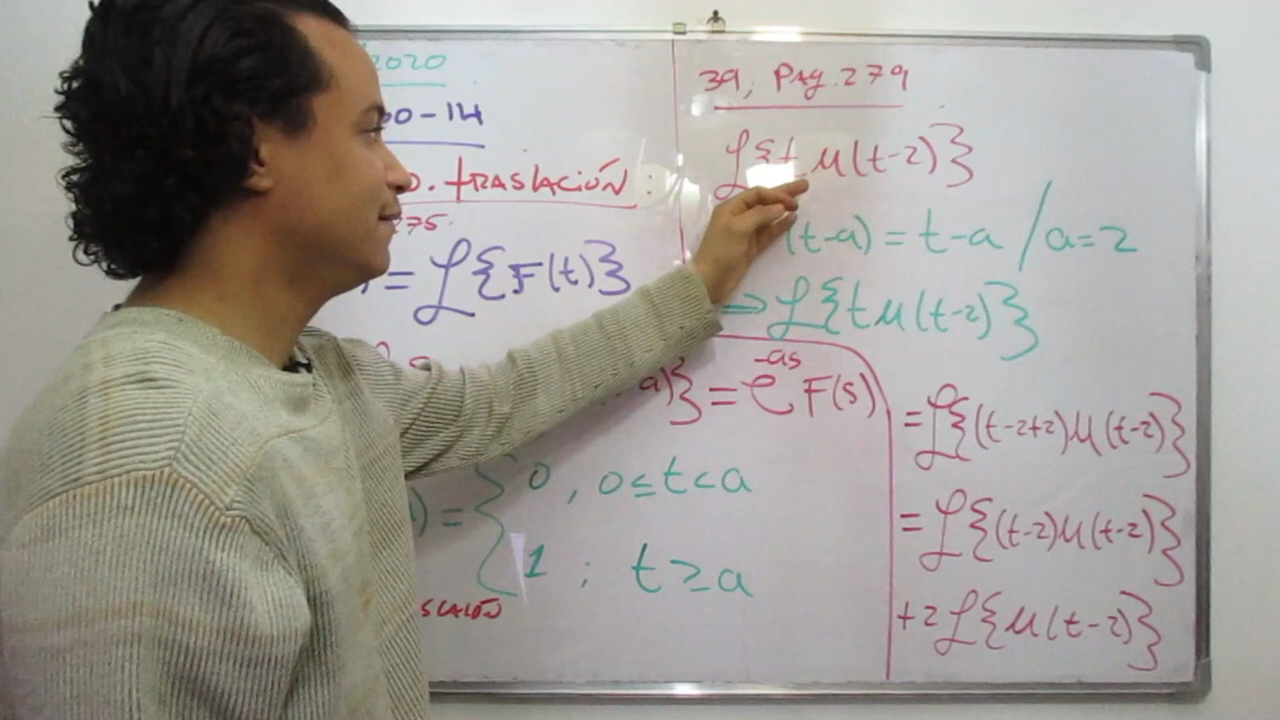 2020
00-14
O. traslación:
275.
= ℒ{F(t)}
a)} = e^-as F(s)
) = { 0 , 0≤t<a
1 ; t≥a
39, Pag. 279
ℒ{t μ(t-2)}
(t-a) = t-a / a=2
⇒ ℒ{t μ(t-2)}
= ℒ{(t-2+2)μ(t-2)}
= ℒ{(t-2)μ(t-2)}
+2 ℒ{μ(t-2)}